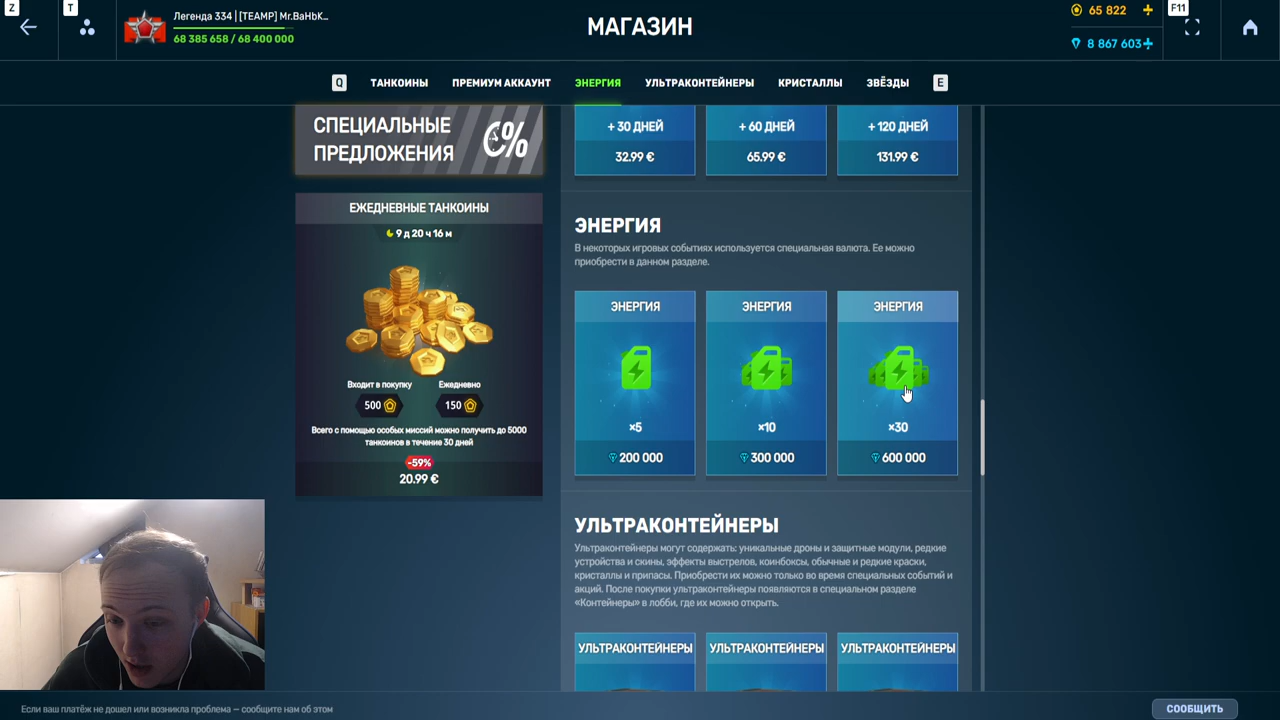 Z
T
Легенда 334 | [TEAMP] Mr.BaHbK...
68 385 658 / 68 400 000
МАГАЗИН
65 822 +
8 867 603 +
F11
Q ТАНКОИНЫ ПРЕМИУМ АККАУНТ ЭНЕРГИЯ УЛЬТРАКОНТЕЙНЕРЫ КРИСТАЛЛЫ ЗВЁЗДЫ E
СПЕЦИАЛЬНЫЕ
ПРЕДЛОЖЕНИЯ
%
ЕЖЕДНЕВНЫЕ ТАНКОИНЫ
9 д 20 ч 16 м
Входит в покупку Ежедневно
500 150
Всего с помощью особых миссий можно получить до 5000
танкоинов в течение 30 дней
-59%
20.99 €
+ 30 ДНЕЙ + 60 ДНЕЙ + 120 ДНЕЙ
32.99 € 65.99 € 131.99 €
ЭНЕРГИЯ
В некоторых игровых событиях используется специальная валюта. Ее можно
приобрести в данном разделе.
ЭНЕРГИЯ ЭНЕРГИЯ ЭНЕРГИЯ
×5 ×10 ×30
200 000 300 000 600 000
УЛЬТРАКОНТЕЙНЕРЫ
Ультраконтейнеры могут содержать: уникальные дроны и защитные модули, редкие
устройства и скины, эффекты выстрелов, коинбоксы, обычные и редкие краски,
кристаллы и припасы. Приобрести их можно только во время специальных событий и
акций. После покупки ультраконтейнеры появляются в специальном разделе
«Контейнеры» в лобби, где их можно открыть.
УЛЬТРАКОНТЕЙНЕРЫ УЛЬТРАКОНТЕЙНЕРЫ УЛЬТРАКОНТЕЙНЕРЫ
Если ваш платёж не дошел или возникла проблема — сообщите нам об этом
СООБЩИТЬ